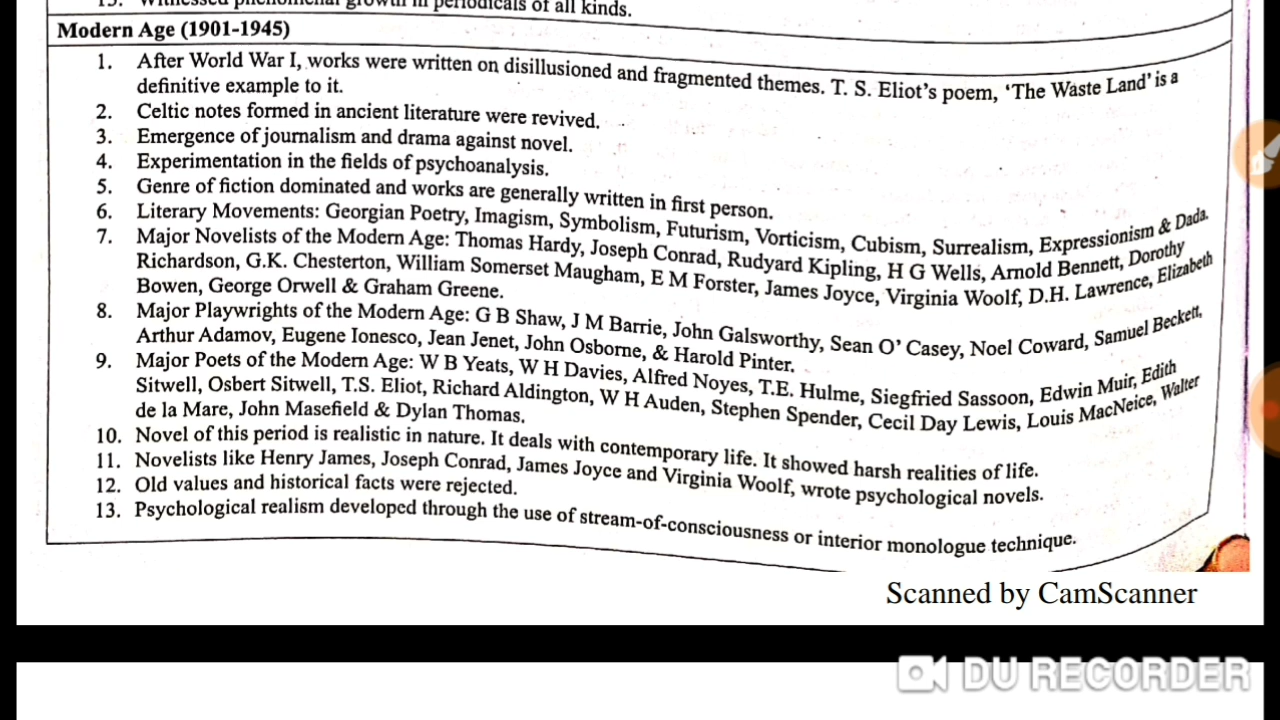 15. Witnessed phenomenal growth in periodicals of all kinds.
Modern Age (1901-1945)
1. After World War I, works were written on disillusioned and fragmented themes. T. S. Eliot's poem, 'The Waste Land' is a
definitive example to it.
2. Celtic notes formed in ancient literature were revived.
3. Emergence of journalism and drama against novel.
4. Experimentation in the fields of psychoanalysis.
5. Genre of fiction dominated and works are generally written in first person.
6. Literary Movements: Georgian Poetry, Imagism, Symbolism, Futurism, Vorticism, Cubism, Surrealism, Expressionism & Dada.
7. Major Novelists of the Modern Age: Thomas Hardy, Joseph Conrad, Rudyard Kipling, H G Wells, Arnold Bennett, Dorothy
Richardson, G.K. Chesterton, William Somerset Maugham, E M Forster, James Joyce, Virginia Woolf, D.H. Lawrence, Elizabeth
Bowen, George Orwell & Graham Greene.
8. Major Playwrights of the Modern Age: G B Shaw, J M Barrie, John Galsworthy, Sean O' Casey, Noel Coward, Samuel Beckett,
Arthur Adamov, Eugene Ionesco, Jean Jenet, John Osborne, & Harold Pinter.
9. Major Poets of the Modern Age: W B Yeats, W H Davies, Alfred Noyes, T.E. Hulme, Siegfried Sassoon, Edwin Muir, Edith
Sitwell, Osbert Sitwell, T.S. Eliot, Richard Aldington, W H Auden, Stephen Spender, Cecil Day Lewis, Louis MacNeice, Walter
de la Mare, John Masefield & Dylan Thomas.
10. Novel of this period is realistic in nature. It deals with contemporary life. It showed harsh realities of life.
11. Novelists like Henry James, Joseph Conrad, James Joyce and Virginia Woolf, wrote psychological novels.
12. Old values and historical facts were rejected.
13. Psychological realism developed through the use of stream-of-consciousness or interior monologue technique.
Scanned by CamScanner
DU RECORDER